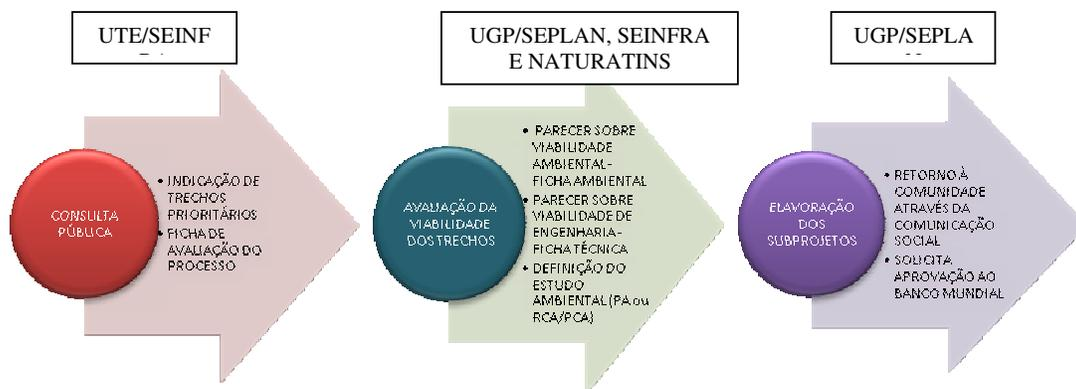 UTE/SEINF
UGP/SEPLAN, SEINFRA
E NATURATINS
UGP/SEPLA
CONSULTA
PÚBLICA
• INDICAÇÃO DE
TRECHOS
PRIORITÁRIOS
• FICHA DE
AVALIAÇÃO DO
PROCESSO
AVALIAÇÃO DA
VIABILIDADE
DOS TRECHOS
• PARECER SOBRE
VIABILIDADE
AMBIENTAL-
FICHA AMBIENTAL
• PARECER SOBRE
VIABILIDADE DE
ENGENHARIA-
FICHA TÉCNICA
• DEFINIÇÃO DO
ESTUDO
AMBIENTAL (PA ou
RCA/PCA)
ELAVORAÇÃO
DOS
SUBPROJETOS
• RETORNO À
COMUNIDADE
ATRAVÉS DA
COMUNICAÇÃO
SOCIAL
• SOLICITA
APROVAÇÃO AO
BANCO MUNDIAL